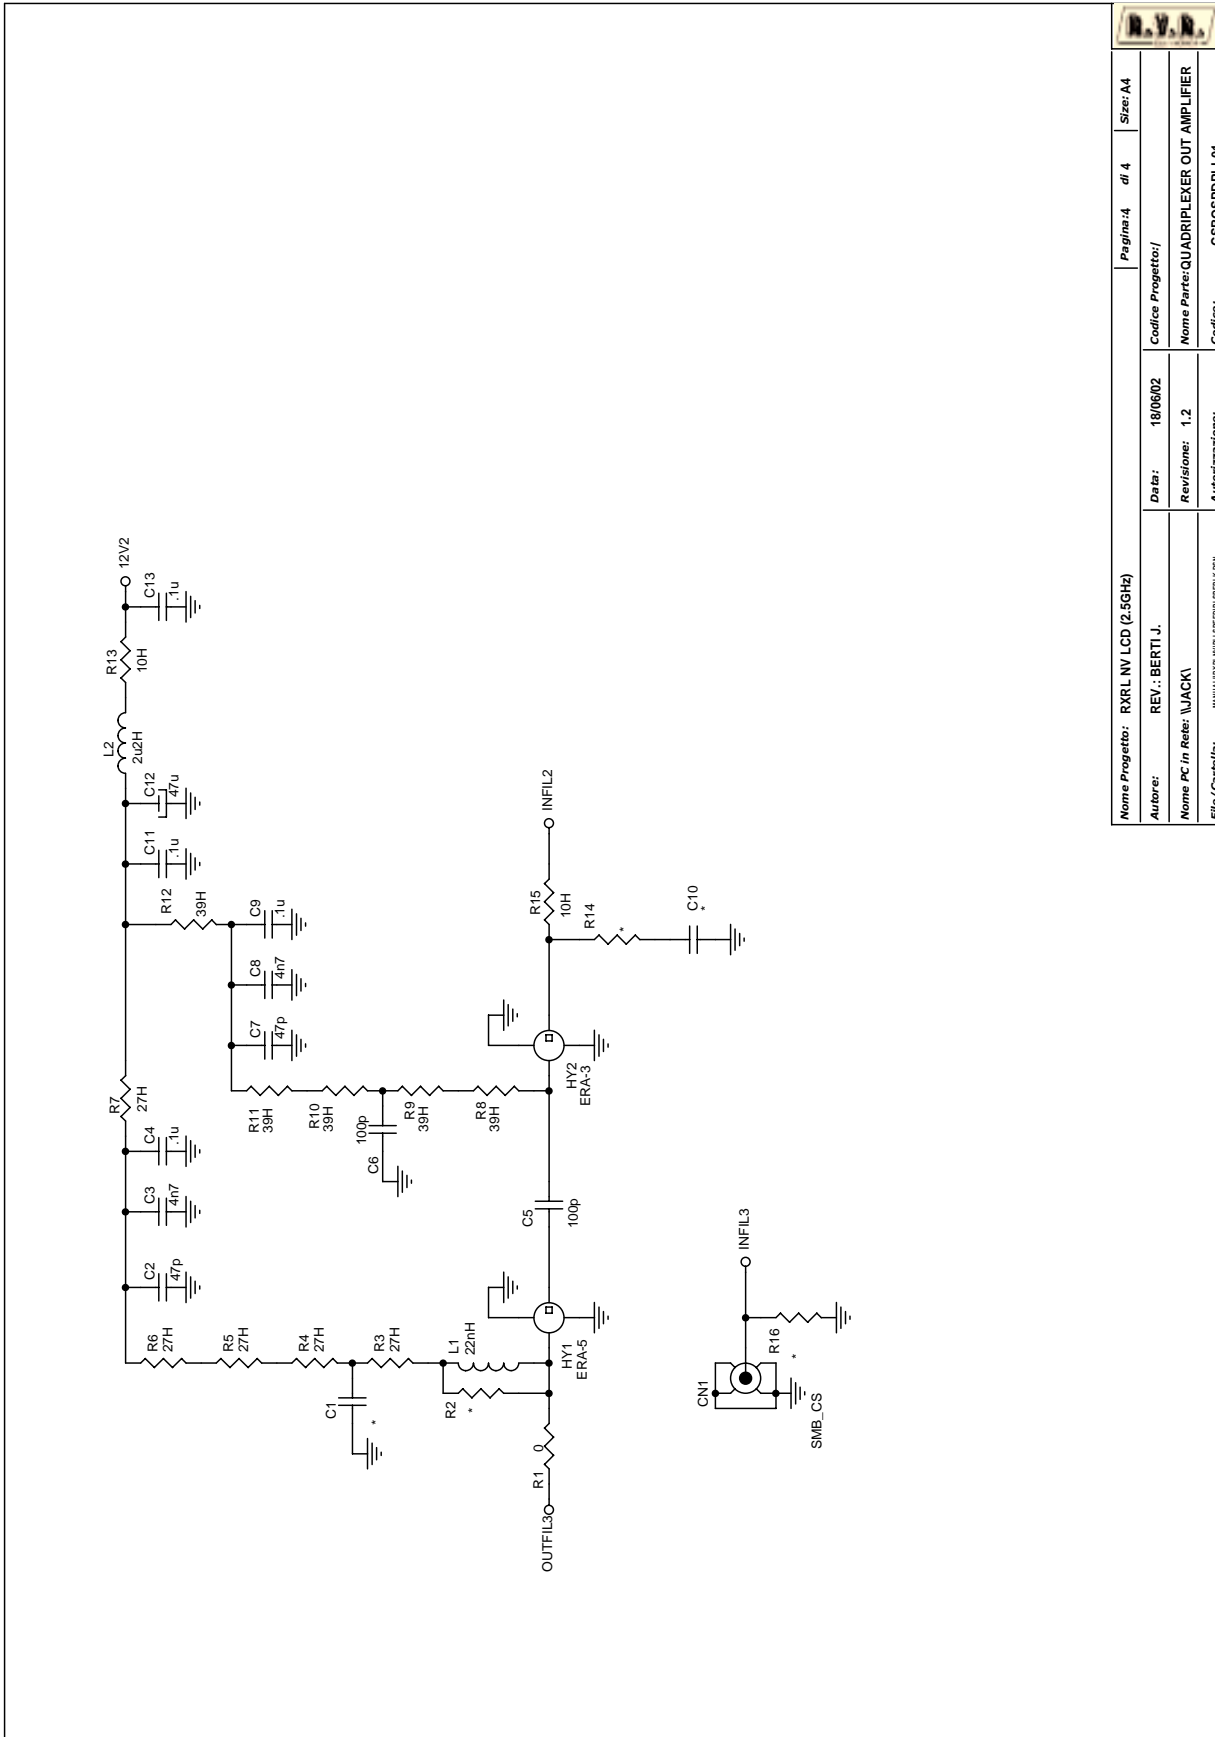 12V2
C13
.1u
R13
10H
L2
2u2H
C12
47u
C11
.1u
R12
39H
C9
.1u
C8
4n7
C7
47p
R7
27H
C4
.1u
C3
4n7
C2
47p
R6
27H
R5
27H
R4
27H
R3
27H
C1
*
L1
22nH
R2
*
R1
0
OUTFIL3
HY1
ERA-5
C5
100p
R11
39H
R10
39H
R9
39H
R8
39H
100p
C6
HY2
ERA-3
R15
10H
INFIL2
R14
*
C10
*
INFIL3
R16
*
CN1
SMB_CS
R.V.R.
Nome Progetto: RXRL NV LCD (2.5GHz)
Pagina:4 di 4
Size: A4
Autore: REV.: BERTI J.
Data: 18/06/02
Codice Progetto:/
Nome PC in Rete: \\JACK\
Revisione: 1.2
Nome Parte:QUADRIPLEXER OUT AMPLIFIER